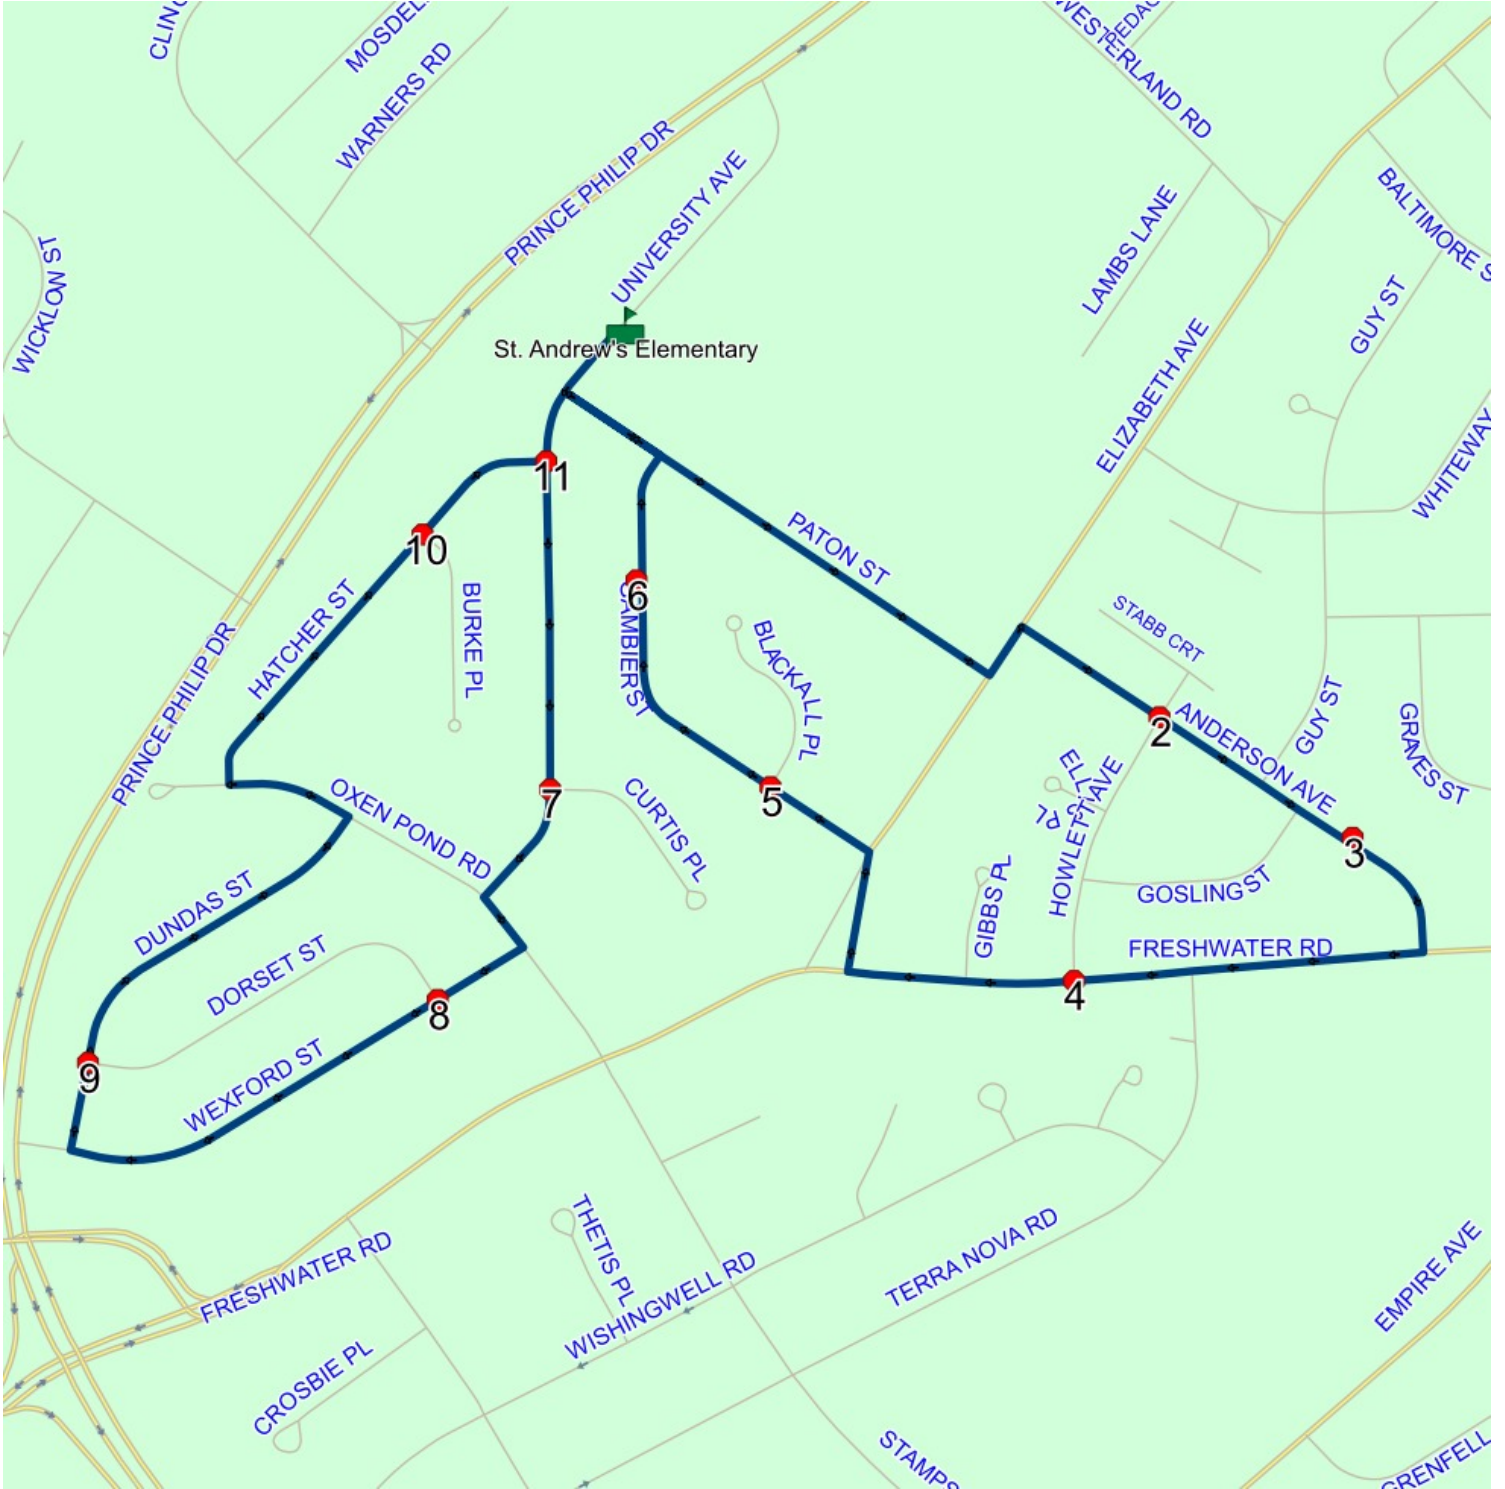 CLING
MOSDEL
WARNERS RD
WESTERLAND RD
PRINCE PHILIP DR
UNIVERSITY AVE
LAMBS LANE
BALTIMORE S
WICKLOW ST
GUY ST
ELIZABETH AVE
St. Andrew's Elementary
WHITEWAY
11
10
PATON ST
6
CAMBIER ST
HATCHER ST
BURKE PL
BLACKALL PL
STABB CRT
PRINCE PHILIP DR
2
ANDERSON AVE
GUY ST
GRAVES ST
OXEN POND RD
7
CURTIS PL
5
HOWLETT AVE
3
DUNDAS ST
GIBBS PL
GOSLING ST
DORSET ST
FRESHWATER RD
8
4
9
WEXFORD ST
THETIS PL
FRESHWATER RD
WISHINGWELL RD
TERRA NOVA RD
EMPIRE AVE
CROSBIE PL
STAMPS
GRENFELL